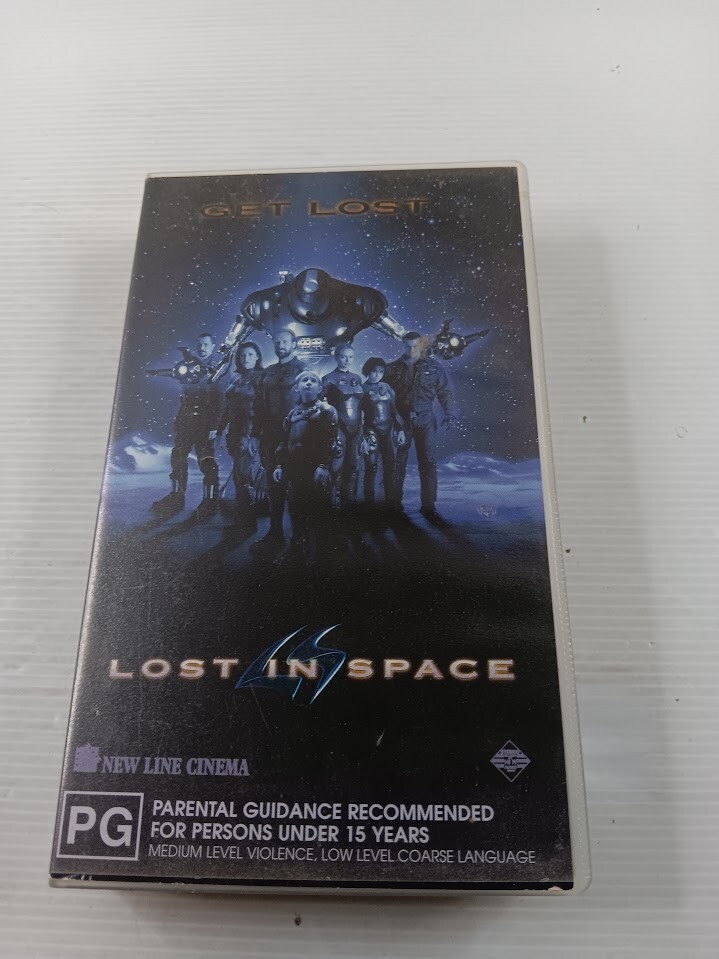 GET LOST
LOST IN SPACE
NEW LINE CINEMA
PG
PARENTAL GUIDANCE RECOMMENDED
FOR PERSONS UNDER 15 YEARS
MEDIUM LEVEL VIOLENCE, LOW LEVEL COARSE LANGUAGE